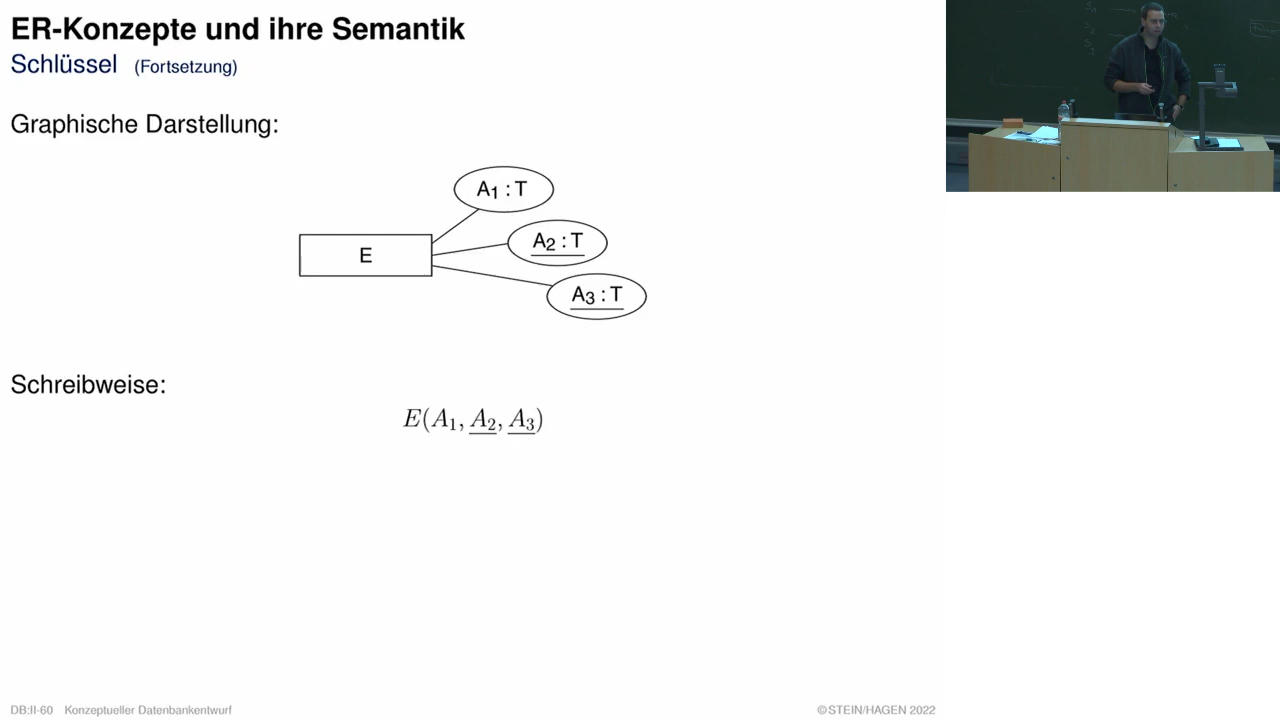 ER-Konzepte und ihre Semantik
Schlüssel (Fortsetzung)
Graphische Darstellung:
A1 : T
A2 : T
E
A3 : T
Schreibweise:
E(A1, A2, A3)
DB:II-60 Konzeptueller Datenbankentwurf
©STEIN/HAGEN 2022